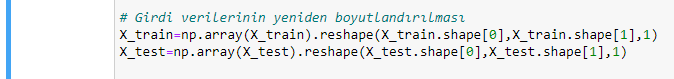 # Girdi verilerinin yeniden boyutlandırılması
X_train=np.array(X_train).reshape(X_train.shape[0],X_train.shape[1],1)
X_test=np.array(X_test).reshape(X_test.shape[0],X_test.shape[1],1)